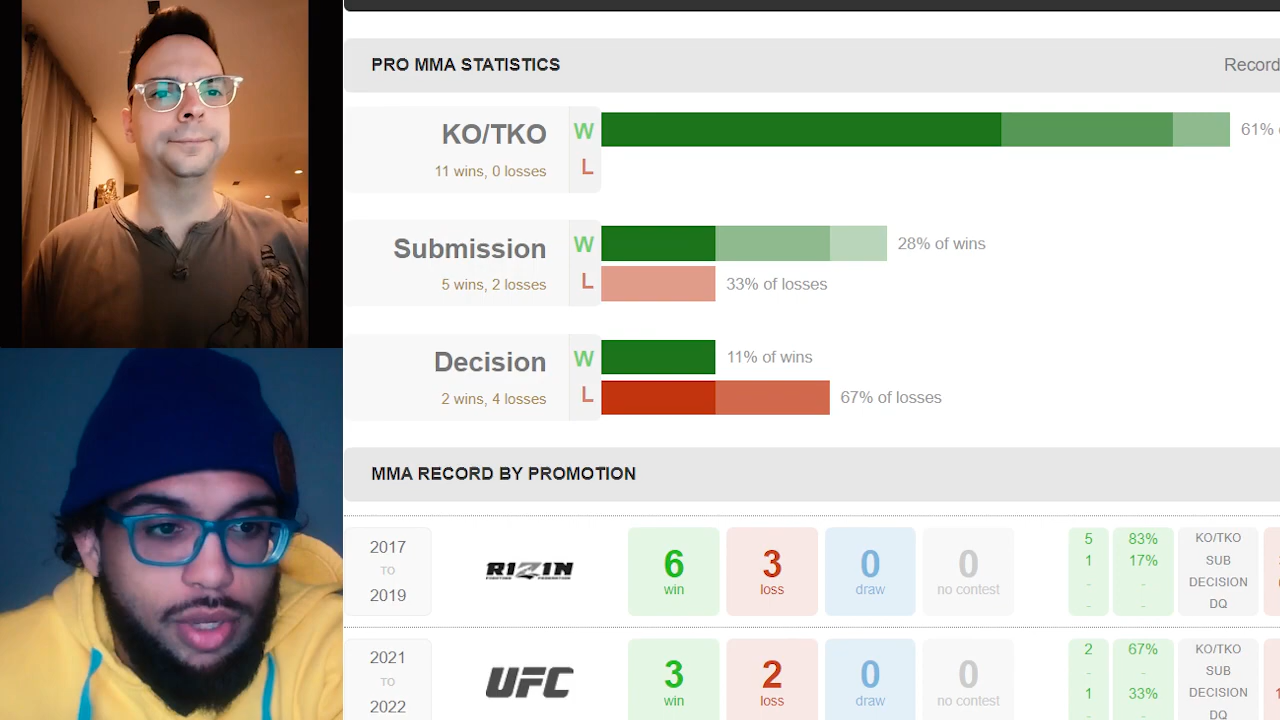 PRO MMA STATISTICS
Record
KO/TKO
W
61%
11 wins, 0 losses
L
Submission
W
28% of wins
5 wins, 2 losses
L
33% of losses
Decision
W
11% of wins
2 wins, 4 losses
L
67% of losses
MMA RECORD BY PROMOTION
2017
TO
2019
RIZIN
FIGHTING FEDERATION
6
win
3
loss
0
draw
0
no contest
5 83% KO/TKO
1 17% SUB
- - DECISION
- - DQ
2021
TO
2022
UFC
3
win
2
loss
0
draw
0
no contest
2 67% KO/TKO
- - SUB
1 33% DECISION
- - DQ